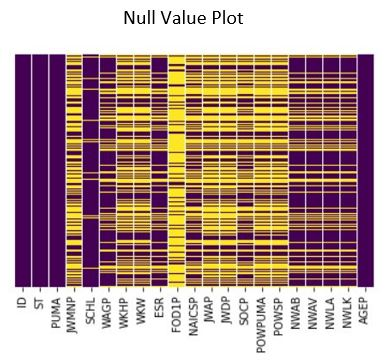 Null Value Plot
ID
ST
PUMA
JWMNP
SCHL
WAGP
WKHP
WKW
ESR
FOD1P
NAICSP
JWAP
JWDP
SOCP
POWPUMA
POWSP
NWAB
NWAV
NWLA
NWLK
AGEP